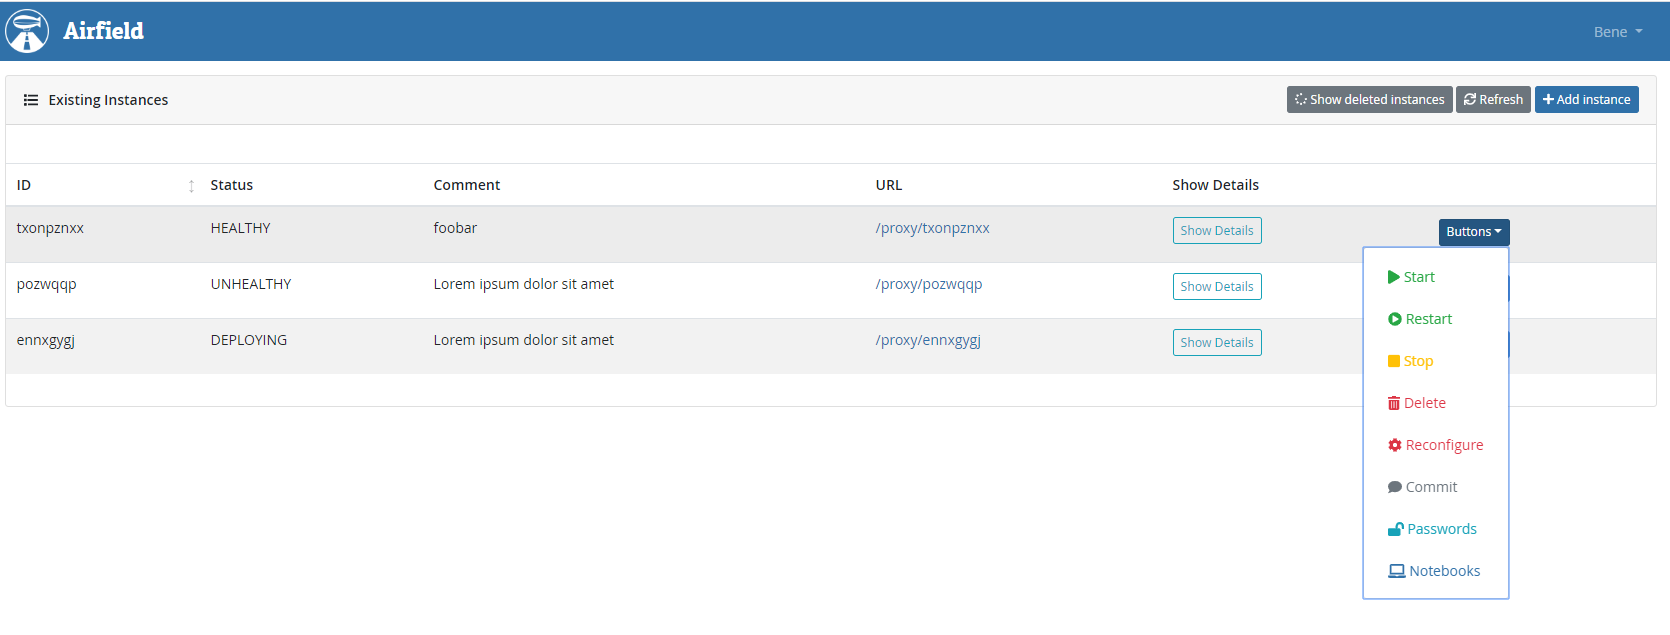 Airfield
Bene
Existing Instances
Show deleted instances Refresh Add instance
ID Status Comment URL Show Details
txonpznxx HEALTHY foobar /proxy/txonpznxx Show Details Buttons
pozwqqp UNHEALTHY Lorem ipsum dolor sit amet /proxy/pozwqqp Show Details
ennxgygj DEPLOYING Lorem ipsum dolor sit amet /proxy/ennxgygj Show Details
Start
Restart
Stop
Delete
Reconfigure
Commit
Passwords
Notebooks